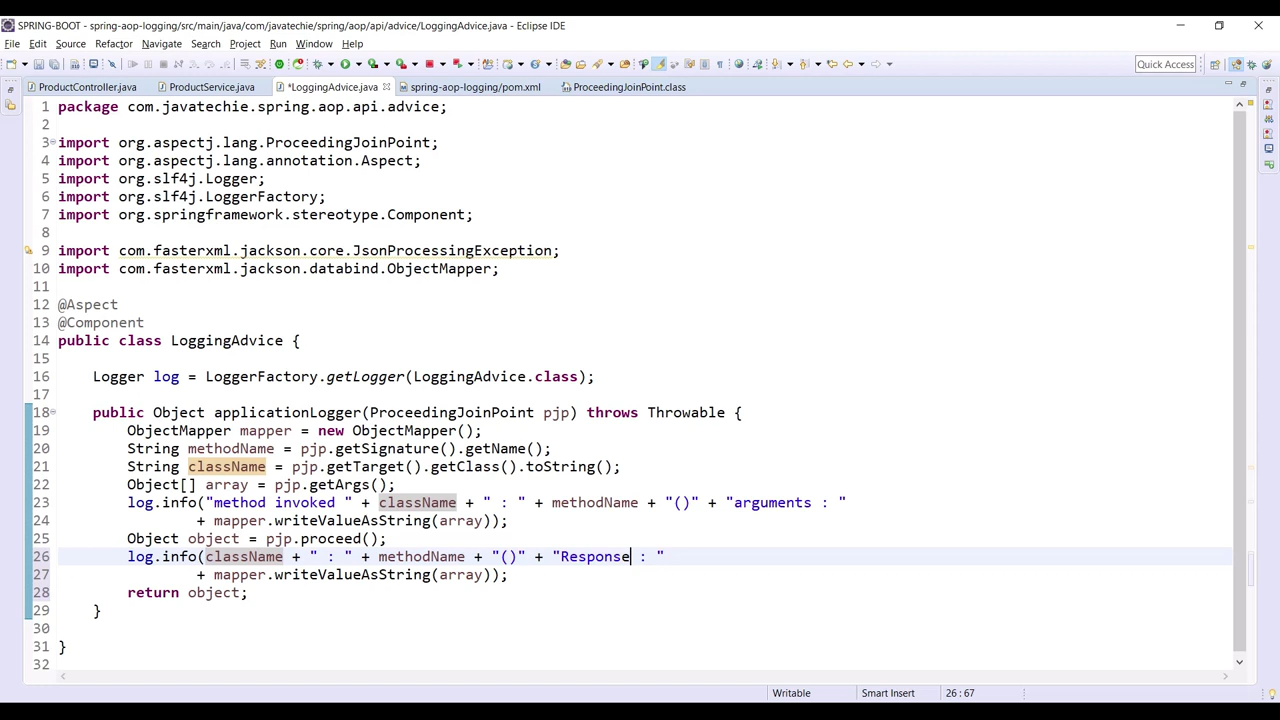 SPRING-BOOT - spring-aop-logging/src/main/java/com/javatechie/spring/aop/api/advice/LoggingAdvice.java - Eclipse IDE
File Edit Source Refactor Navigate Search Project Run Window Help
Quick Access
ProductController.java ProductService.java *LoggingAdvice.java spring-aop-logging/pom.xml ProceedingJoinPoint.class
1 package com.javatechie.spring.aop.api.advice;
2
3 import org.aspectj.lang.ProceedingJoinPoint;
4 import org.aspectj.lang.annotation.Aspect;
5 import org.slf4j.Logger;
6 import org.slf4j.LoggerFactory;
7 import org.springframework.stereotype.Component;
8
9 import com.fasterxml.jackson.core.JsonProcessingException;
10 import com.fasterxml.jackson.databind.ObjectMapper;
11
12 @Aspect
13 @Component
14 public class LoggingAdvice {
15
16 Logger log = LoggerFactory.getLogger(LoggingAdvice.class);
17
18 public Object applicationLogger(ProceedingJoinPoint pjp) throws Throwable {
19 ObjectMapper mapper = new ObjectMapper();
20 String methodName = pjp.getSignature().getName();
21 String className = pjp.getTarget().getClass().toString();
22 Object[] array = pjp.getArgs();
23 log.info("method invoked " + className + " : " + methodName + "()" + "arguments : "
24 + mapper.writeValueAsString(array));
25 Object object = pjp.proceed();
26 log.info(className + " : " + methodName + "()" + "Response : "
27 + mapper.writeValueAsString(array));
28 return object;
29 }
30
31 }
32
Writable Smart Insert 26 : 67